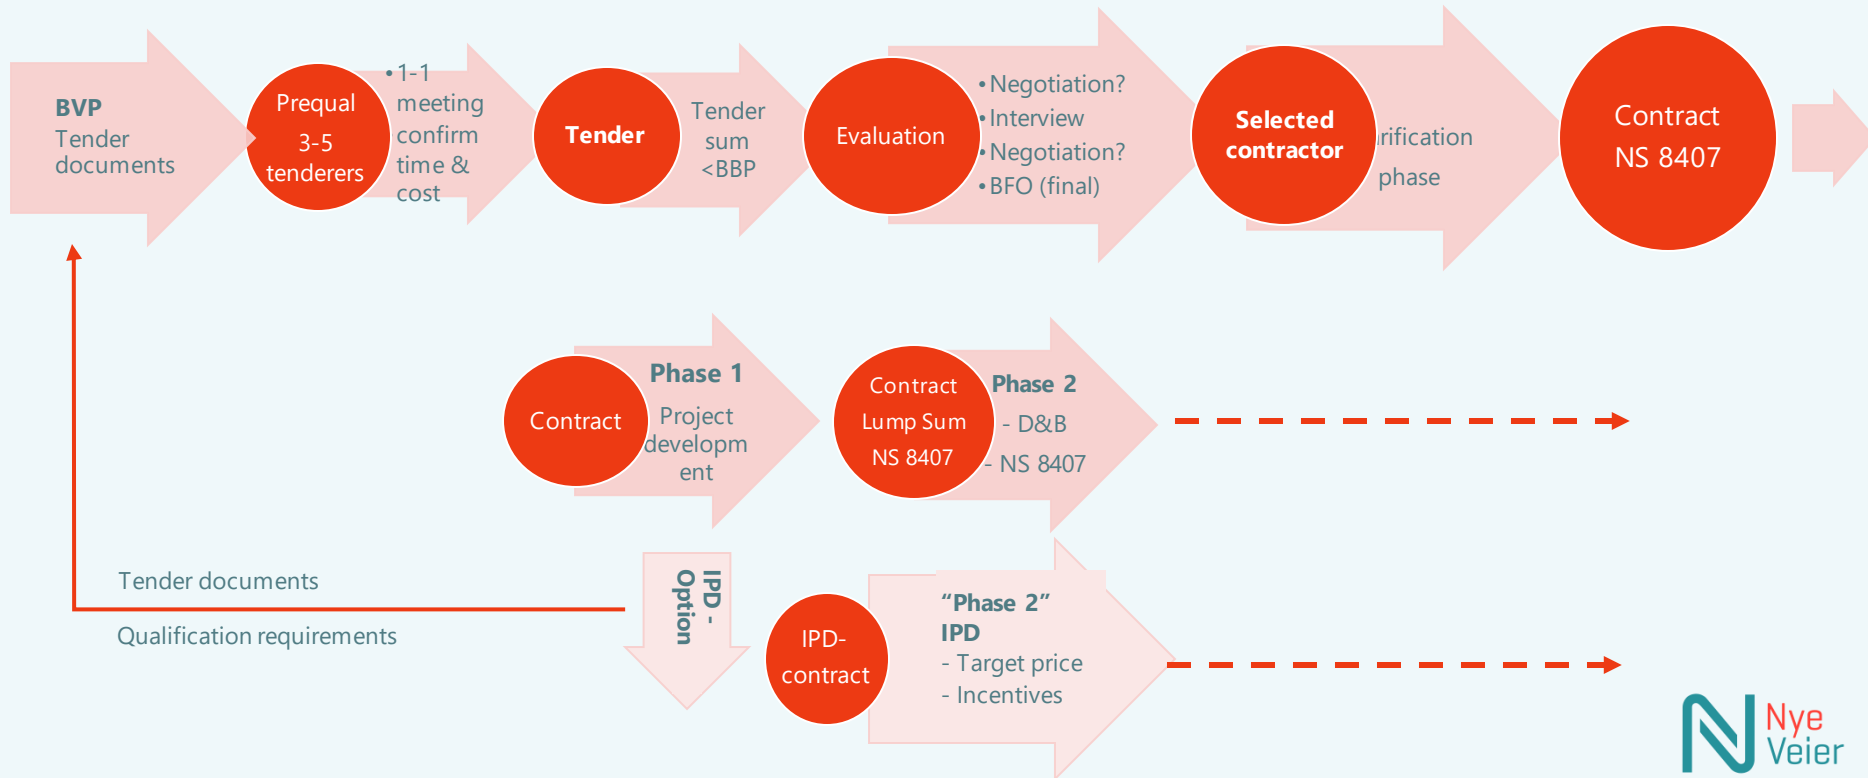 BVP
Tender
documents
Prequal
3-5
tenderers
•1-1
meeting
confirm
time &
cost
Tender
Tender
sum
<BBP
Evaluation
•Negotiation?
•Interview
•Negotiation?
•BFO (final)
Selected
contractor
rification
phase
Contract
NS 8407
Contract
Phase 1
Project
developm
ent
Contract
Lump Sum
NS 8407
Phase 2
- D&B
- NS 8407
Tender documents
Qualification requirements
IPD -
Option
IPD-
contract
“Phase 2”
IPD
- Target price
- Incentives
Nye
Veier